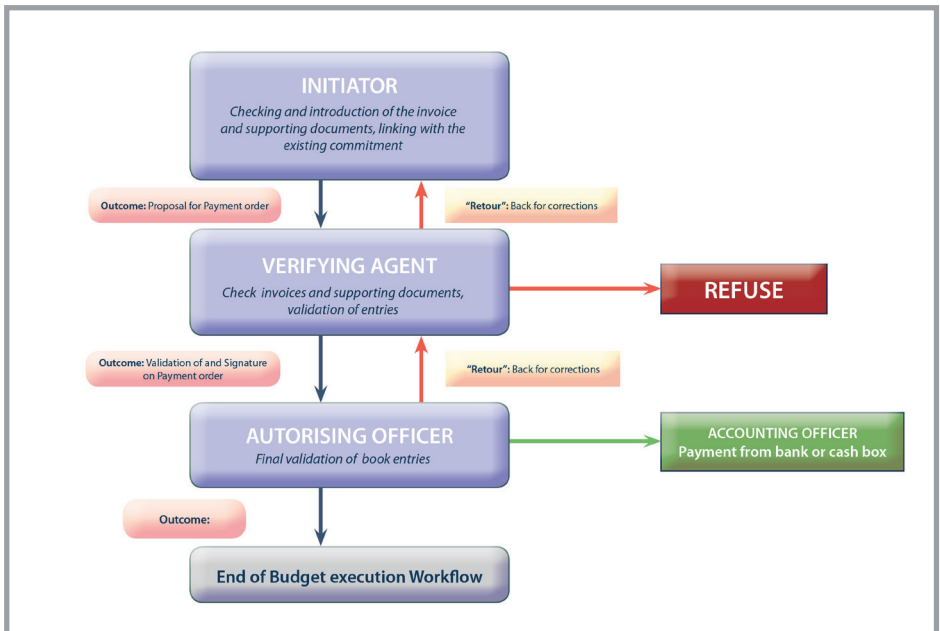 INITIATOR
Checking and introduction of the invoice
and supporting documents, linking with the
existing commitment
Outcome: Proposal for Payment order
"Retour": Back for corrections
VERIFYING AGENT
Check invoices and supporting documents,
validation of entries
REFUSE
Outcome: Validation of and Signature
on Payment order
"Retour": Back for corrections
AUTORISING OFFICER
Final validation of book entries
ACCOUNTING OFFICER
Payment from bank or cash box
Outcome:
End of Budget execution Workflow